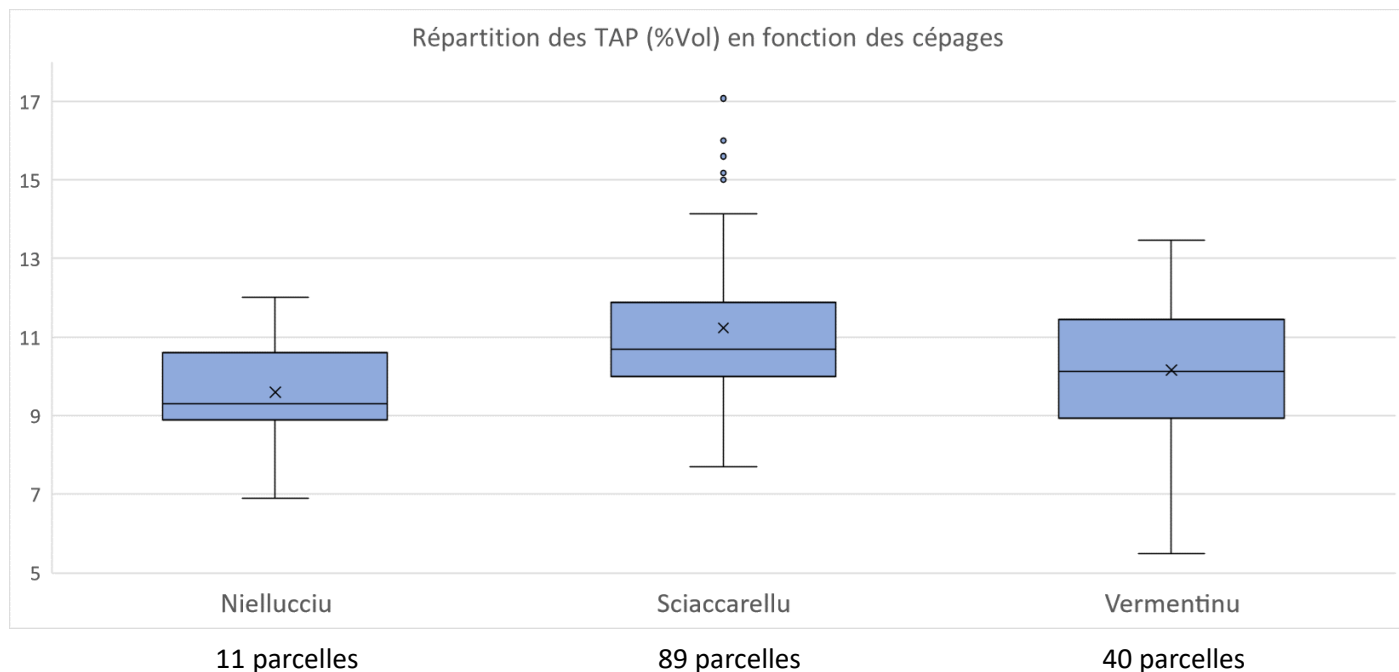 Répartition des TAP (%Vol) en fonction des cépages
17
15
13
11
9
7
5
Niellucciu Sciaccarellu Vermentinu
11 parcelles 89 parcelles 40 parcelles